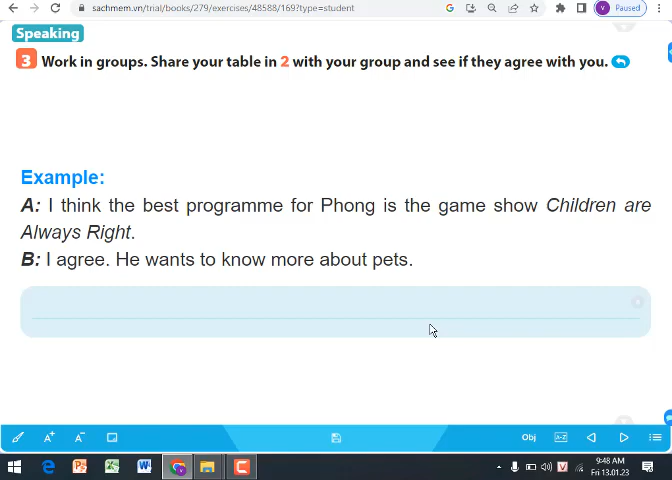 sachmem.vn/trial/books/279/exercises/48588/169?type=student
V
Paused
Speaking
3 Work in groups. Share your table in 2 with your group and see if they agree with you.
Example:
A: I think the best programme for Phong is the game show Children are
Always Right.
B: I agree. He wants to know more about pets.
A+ A- Obj A-Z
9:48 AM
Fri 13.01.23